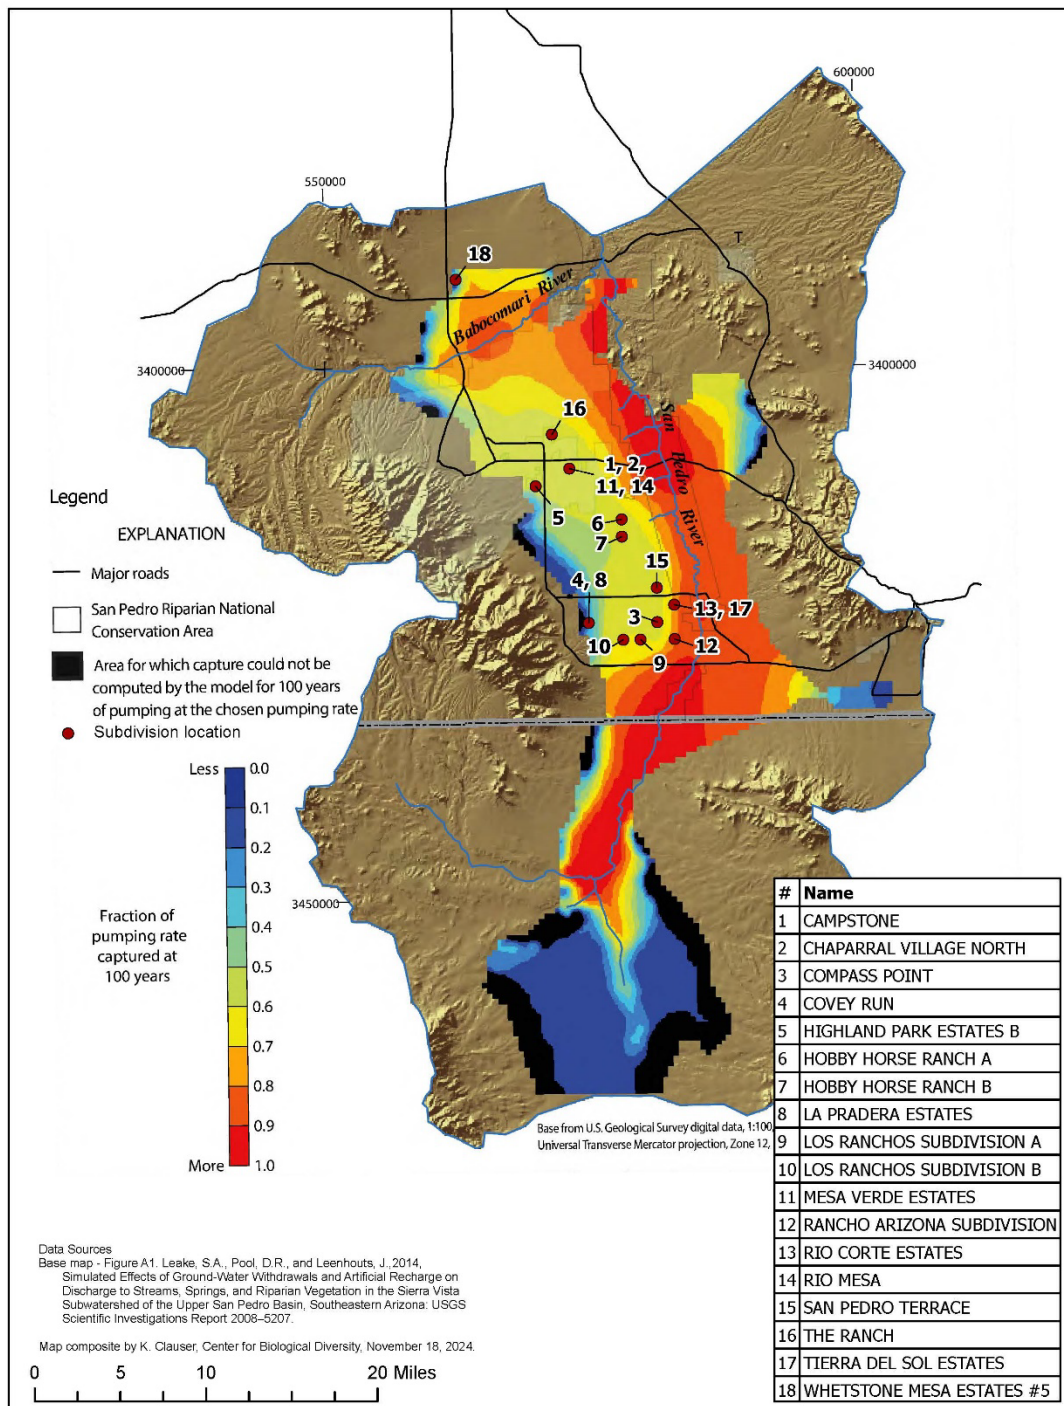 600000
550000
T
18
Babocomari River
3400000
3400000
16
San Pedro River
1, 2,
11, 14
5
6
7
15
4, 8
13, 17
3
10
9
12
Legend
EXPLANATION
Major roads
San Pedro Riparian National
Conservation Area
Area for which capture could not be
computed by the model for 100 years
of pumping at the chosen pumping rate
Subdivision location
Less
0.0
0.1
0.2
0.3
0.4
0.5
0.6
0.7
0.8
0.9
1.0
More
Fraction of
pumping rate
captured at
100 years
3450000
Base from U.S. Geological Survey digital data, 1:100,
Universal Transverse Mercator projection, Zone 12,
# Name
1 CAMPSTONE
2 CHAPARRAL VILLAGE NORTH
3 COMPASS POINT
4 COVEY RUN
5 HIGHLAND PARK ESTATES B
6 HOBBY HORSE RANCH A
7 HOBBY HORSE RANCH B
8 LA PRADERA ESTATES
9 LOS RANCHOS SUBDIVISION A
10 LOS RANCHOS SUBDIVISION B
11 MESA VERDE ESTATES
12 RANCHO ARIZONA SUBDIVISION
13 RIO CORTE ESTATES
14 RIO MESA
15 SAN PEDRO TERRACE
16 THE RANCH
17 TIERRA DEL SOL ESTATES
18 WHETSTONE MESA ESTATES #5
Data Sources
Base map - Figure A1. Leake, S.A., Pool, D.R., and Leenhouts, J.,2014,
Simulated Effects of Ground-Water Withdrawals and Artificial Recharge on
Discharge to Streams, Springs, and Riparian Vegetation in the Sierra Vista
Subwatershed of the Upper San Pedro Basin, Southeastern Arizona: USGS
Scientific Investigations Report 2008–5207.
Map composite by K. Clauser, Center for Biological Diversity, November 18, 2024.
0 5 10 20 Miles